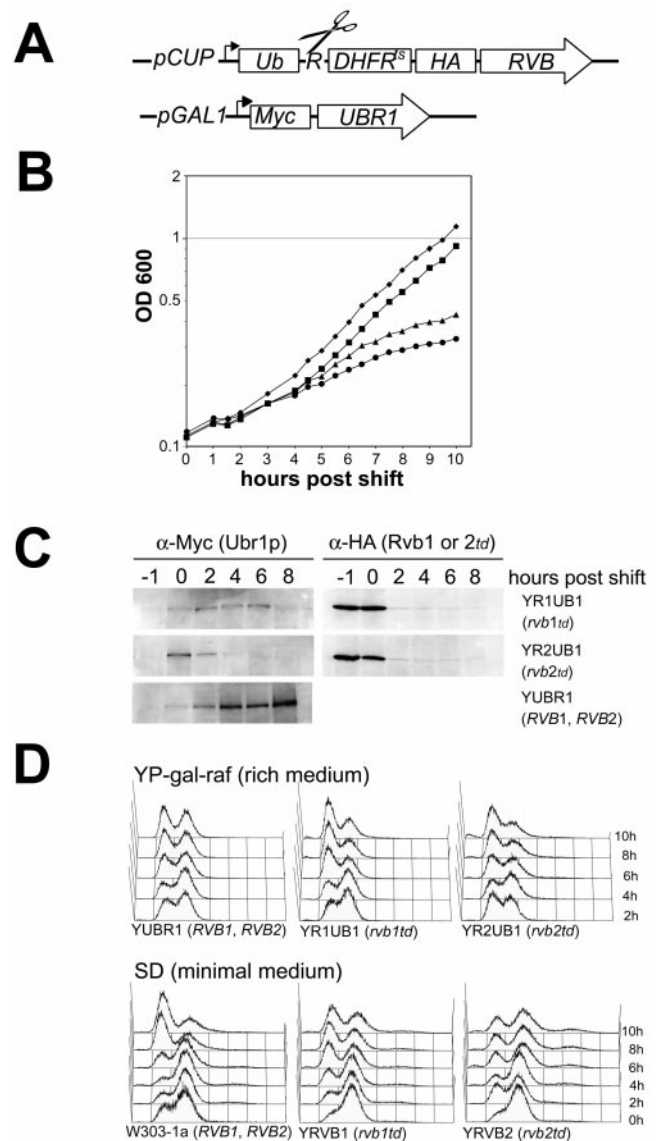 A
pCUP Ub R DHFRts HA RVB
pGAL1 Myc UBR1
B
OD 600
2
1
0.5
0.1
0 1 2 3 4 5 6 7 8 9 10
hours post shift
C
α-Myc (Ubr1p) α-HA (Rvb1 or 2td)
-1 0 2 4 6 8 -1 0 2 4 6 8 hours post shift
YR1UB1
(rvb1td)
YR2UB1
(rvb2td)
YUBR1
(RVB1, RVB2)
D
YP-gal-raf (rich medium)
10h
8h
6h
4h
2h
YUBR1 (RVB1, RVB2) YR1UB1 (rvb1td) YR2UB1 (rvb2td)
SD (minimal medium)
10h
8h
6h
4h
2h
0h
W303-1a (RVB1, RVB2) YRVB1 (rvb1td) YRVB2 (rvb2td)